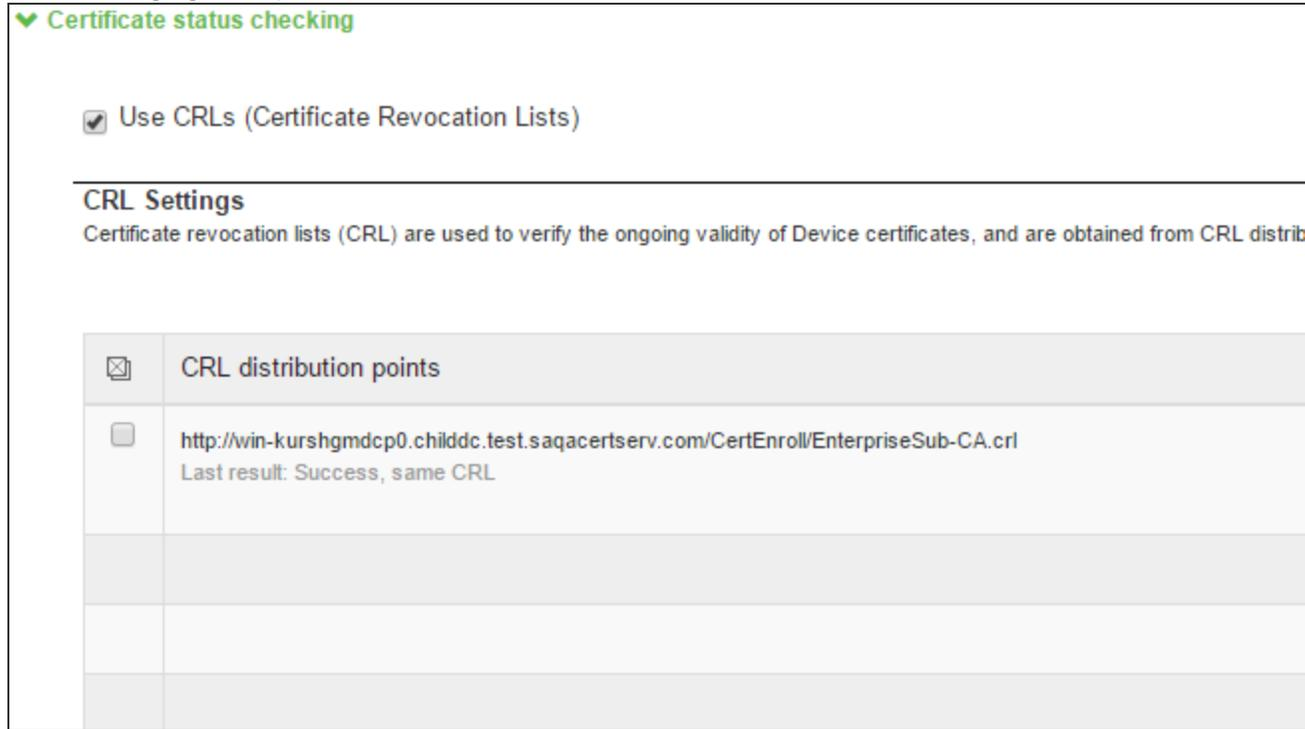 Certificate status checking
Use CRLs (Certificate Revocation Lists)
CRL Settings
Certificate revocation lists (CRL) are used to verify the ongoing validity of Device certificates, and are obtained from CRL distrib
CRL distribution points
http://win-kurshgmdcp0.childdc.test.saqacertserv.com/CertEnroll/EnterpriseSub-CA.crl
Last result: Success, same CRL